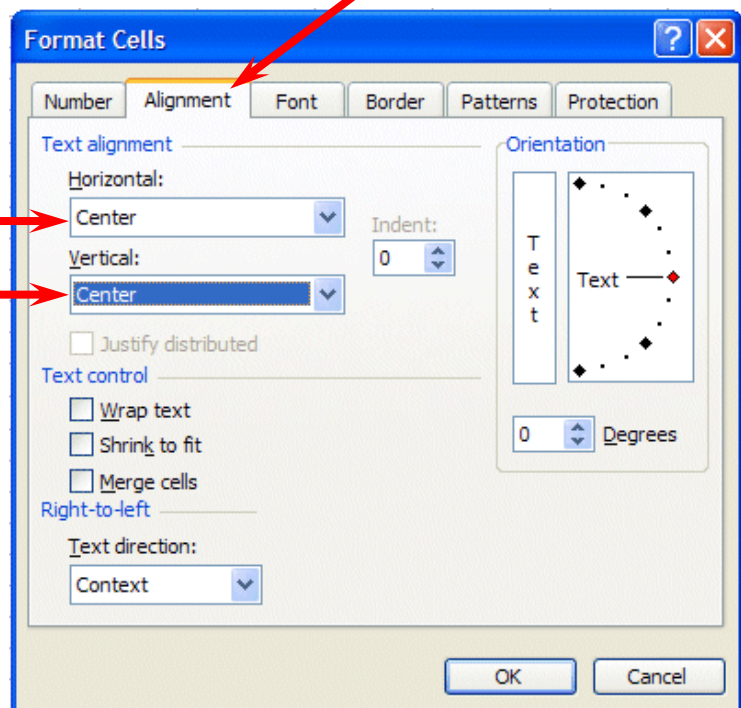 Format Cells
Number Alignment Font Border Patterns Protection
Text alignment
Horizontal:
Center
Indent:
0
Vertical:
Center
Justify distributed
Text control
Wrap text
Shrink to fit
Merge cells
Right-to-left
Text direction:
Context
Orientation
Text
Text
0 Degrees
OK Cancel